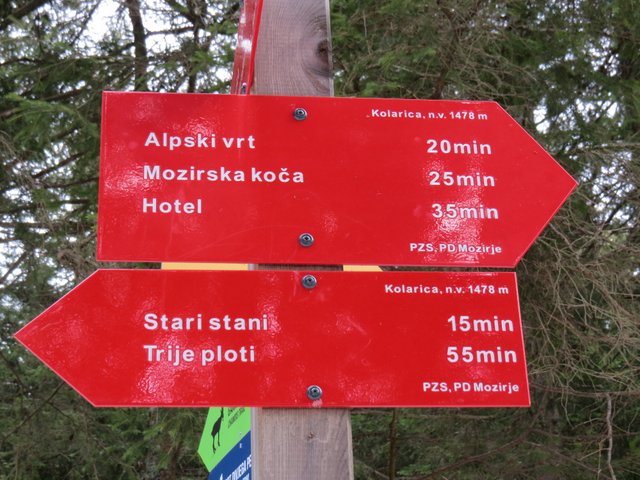 Kolarica, n.v. 1478 m
Alpski vrt 20min
Mozirska koča 25min
Hotel 35min
PZS, PD Mozirje
Kolarica, n.v. 1478 m
Stari stani 15min
Trije ploti 55min
PZS, PD Mozirje